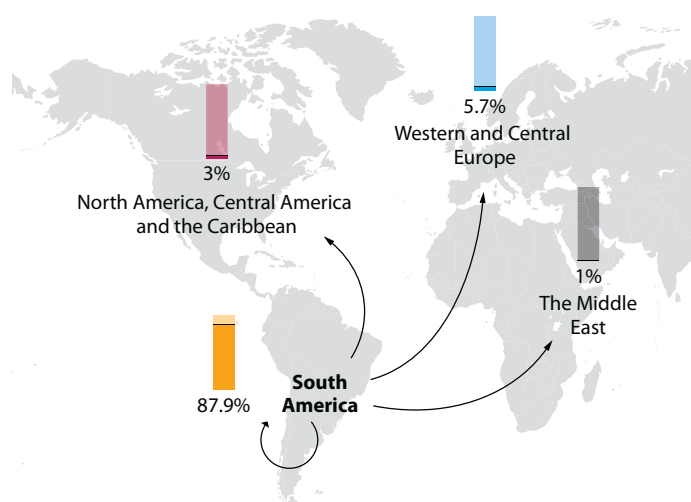 5.7%
Western and Central
Europe
3%
North America, Central America
and the Caribbean
1%
The Middle
East
87.9%
South
America